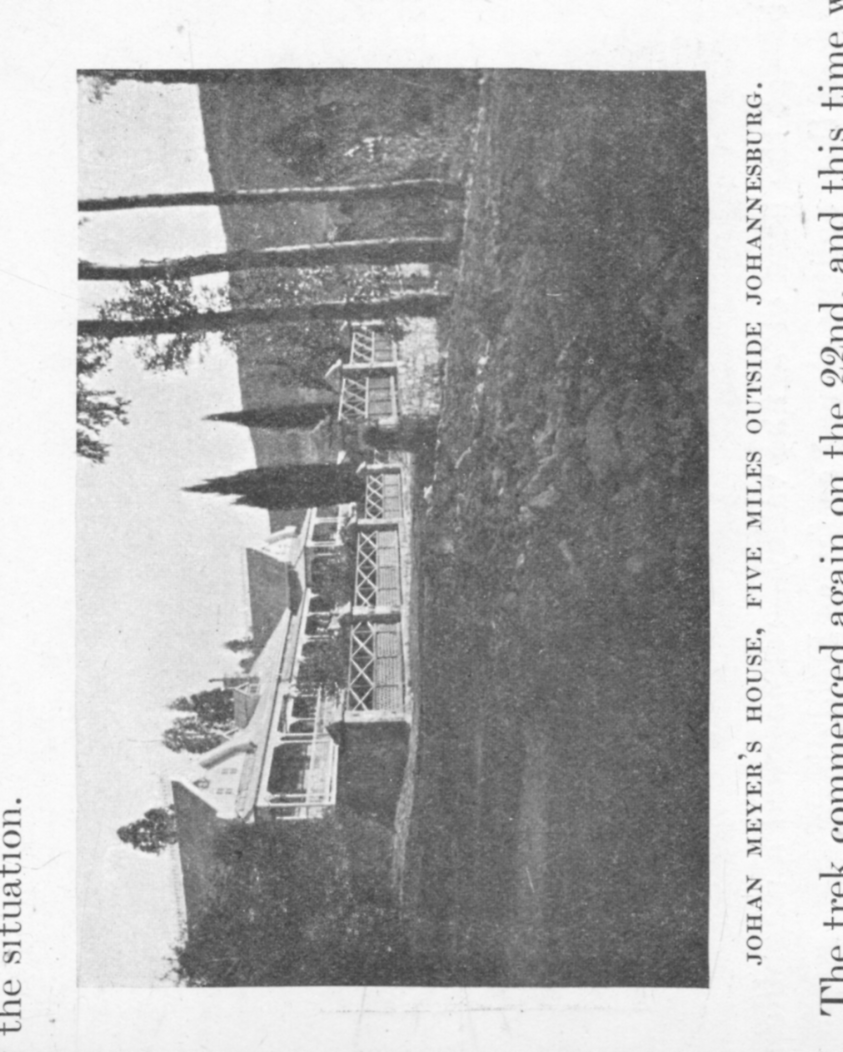 the situation.
JOHAN MEYER'S HOUSE, FIVE MILES OUTSIDE JOHANNESBURG.
The trek commenced again on the 22nd, and this time